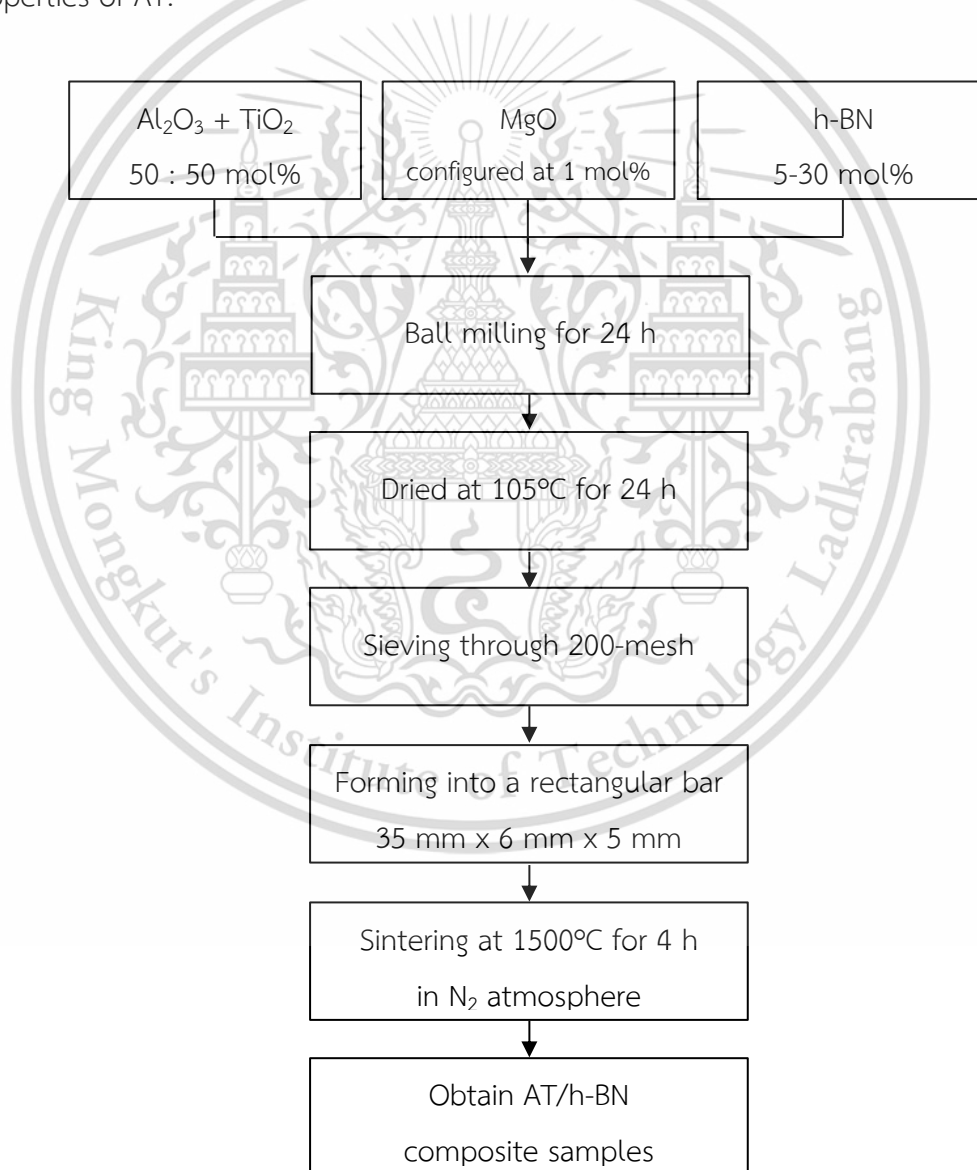 operties of AT.
Al₂O₃ + TiO₂
50 : 50 mol%
MgO
configured at 1 mol%
h-BN
5-30 mol%
Ball milling for 24 h
Dried at 105°C for 24 h
Sieving through 200-mesh
Forming into a rectangular bar
35 mm x 6 mm x 5 mm
Sintering at 1500°C for 4 h
in N₂ atmosphere
Obtain AT/h-BN
composite samples
King Mongkut's Institute of Technology Ladkrabang